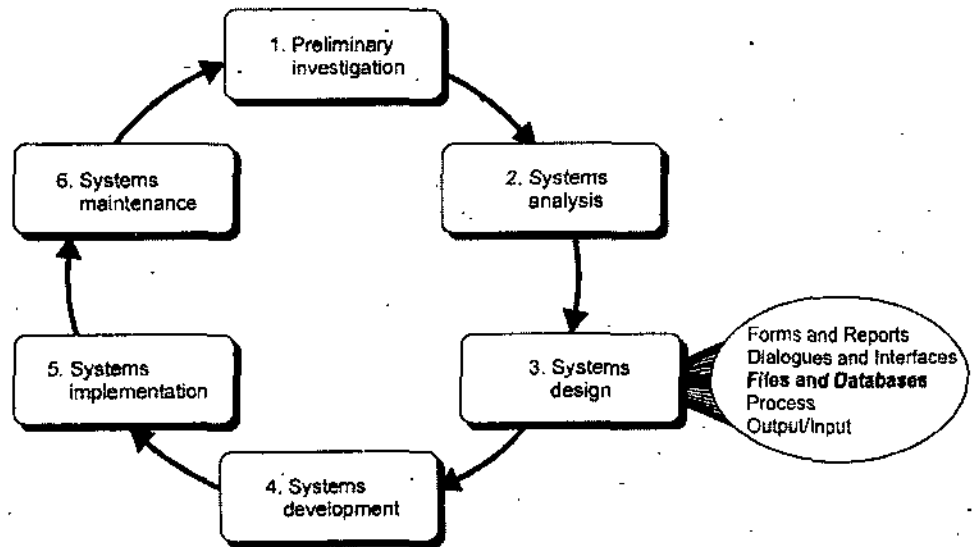 1. Preliminary
investigation
2. Systems
analysis
3. Systems
design
Forms and Reports
Dialogues and Interfaces
Files and Databases
Process
Output/Input
4. Systems
development
5. Systems
implementation
6. Systems
maintenance